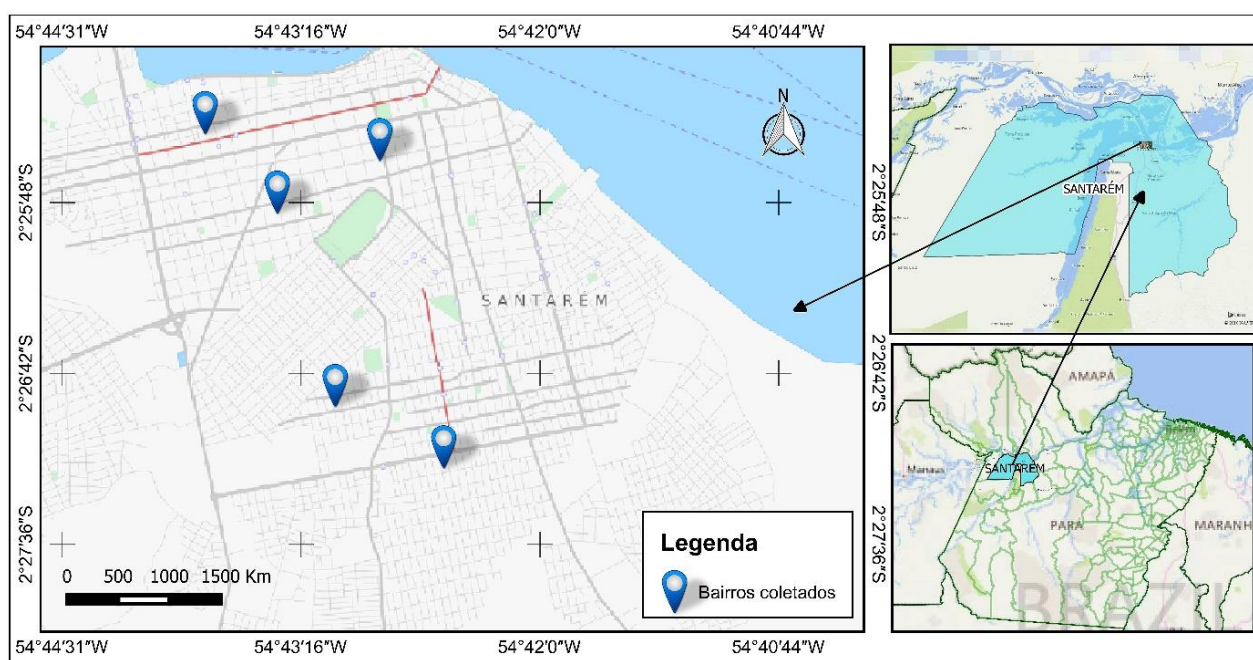 54°44'31"W 54°43'16"W 54°42'0"W 54°40'44"W
N
2°25'48"S
2°25'48"S
SANTARÉM
SANTARÉM
2°26'42"S
2°26'42"S
AMAPÁ
Belém
Manaus
SANTARÉM
PARÁ
MARANH
2°27'36"S
2°27'36"S
BRAZIL
Legenda
Bairros coletados
0 500 1000 1500 Km
54°44'31"W 54°43'16"W 54°42'0"W 54°40'44"W